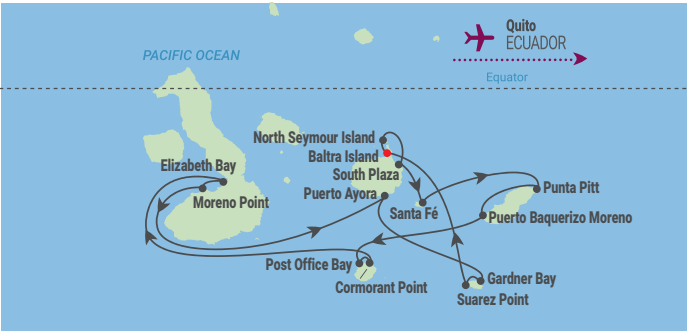 Quito
ECUADOR
PACIFIC OCEAN
Equator
North Seymour Island
Baltra Island
Elizabeth Bay
South Plaza
Punta Pitt
Puerto Ayora
Moreno Point
Santa Fé
Puerto Baquerizo Moreno
Post Office Bay
Gardner Bay
Cormorant Point
Suarez Point